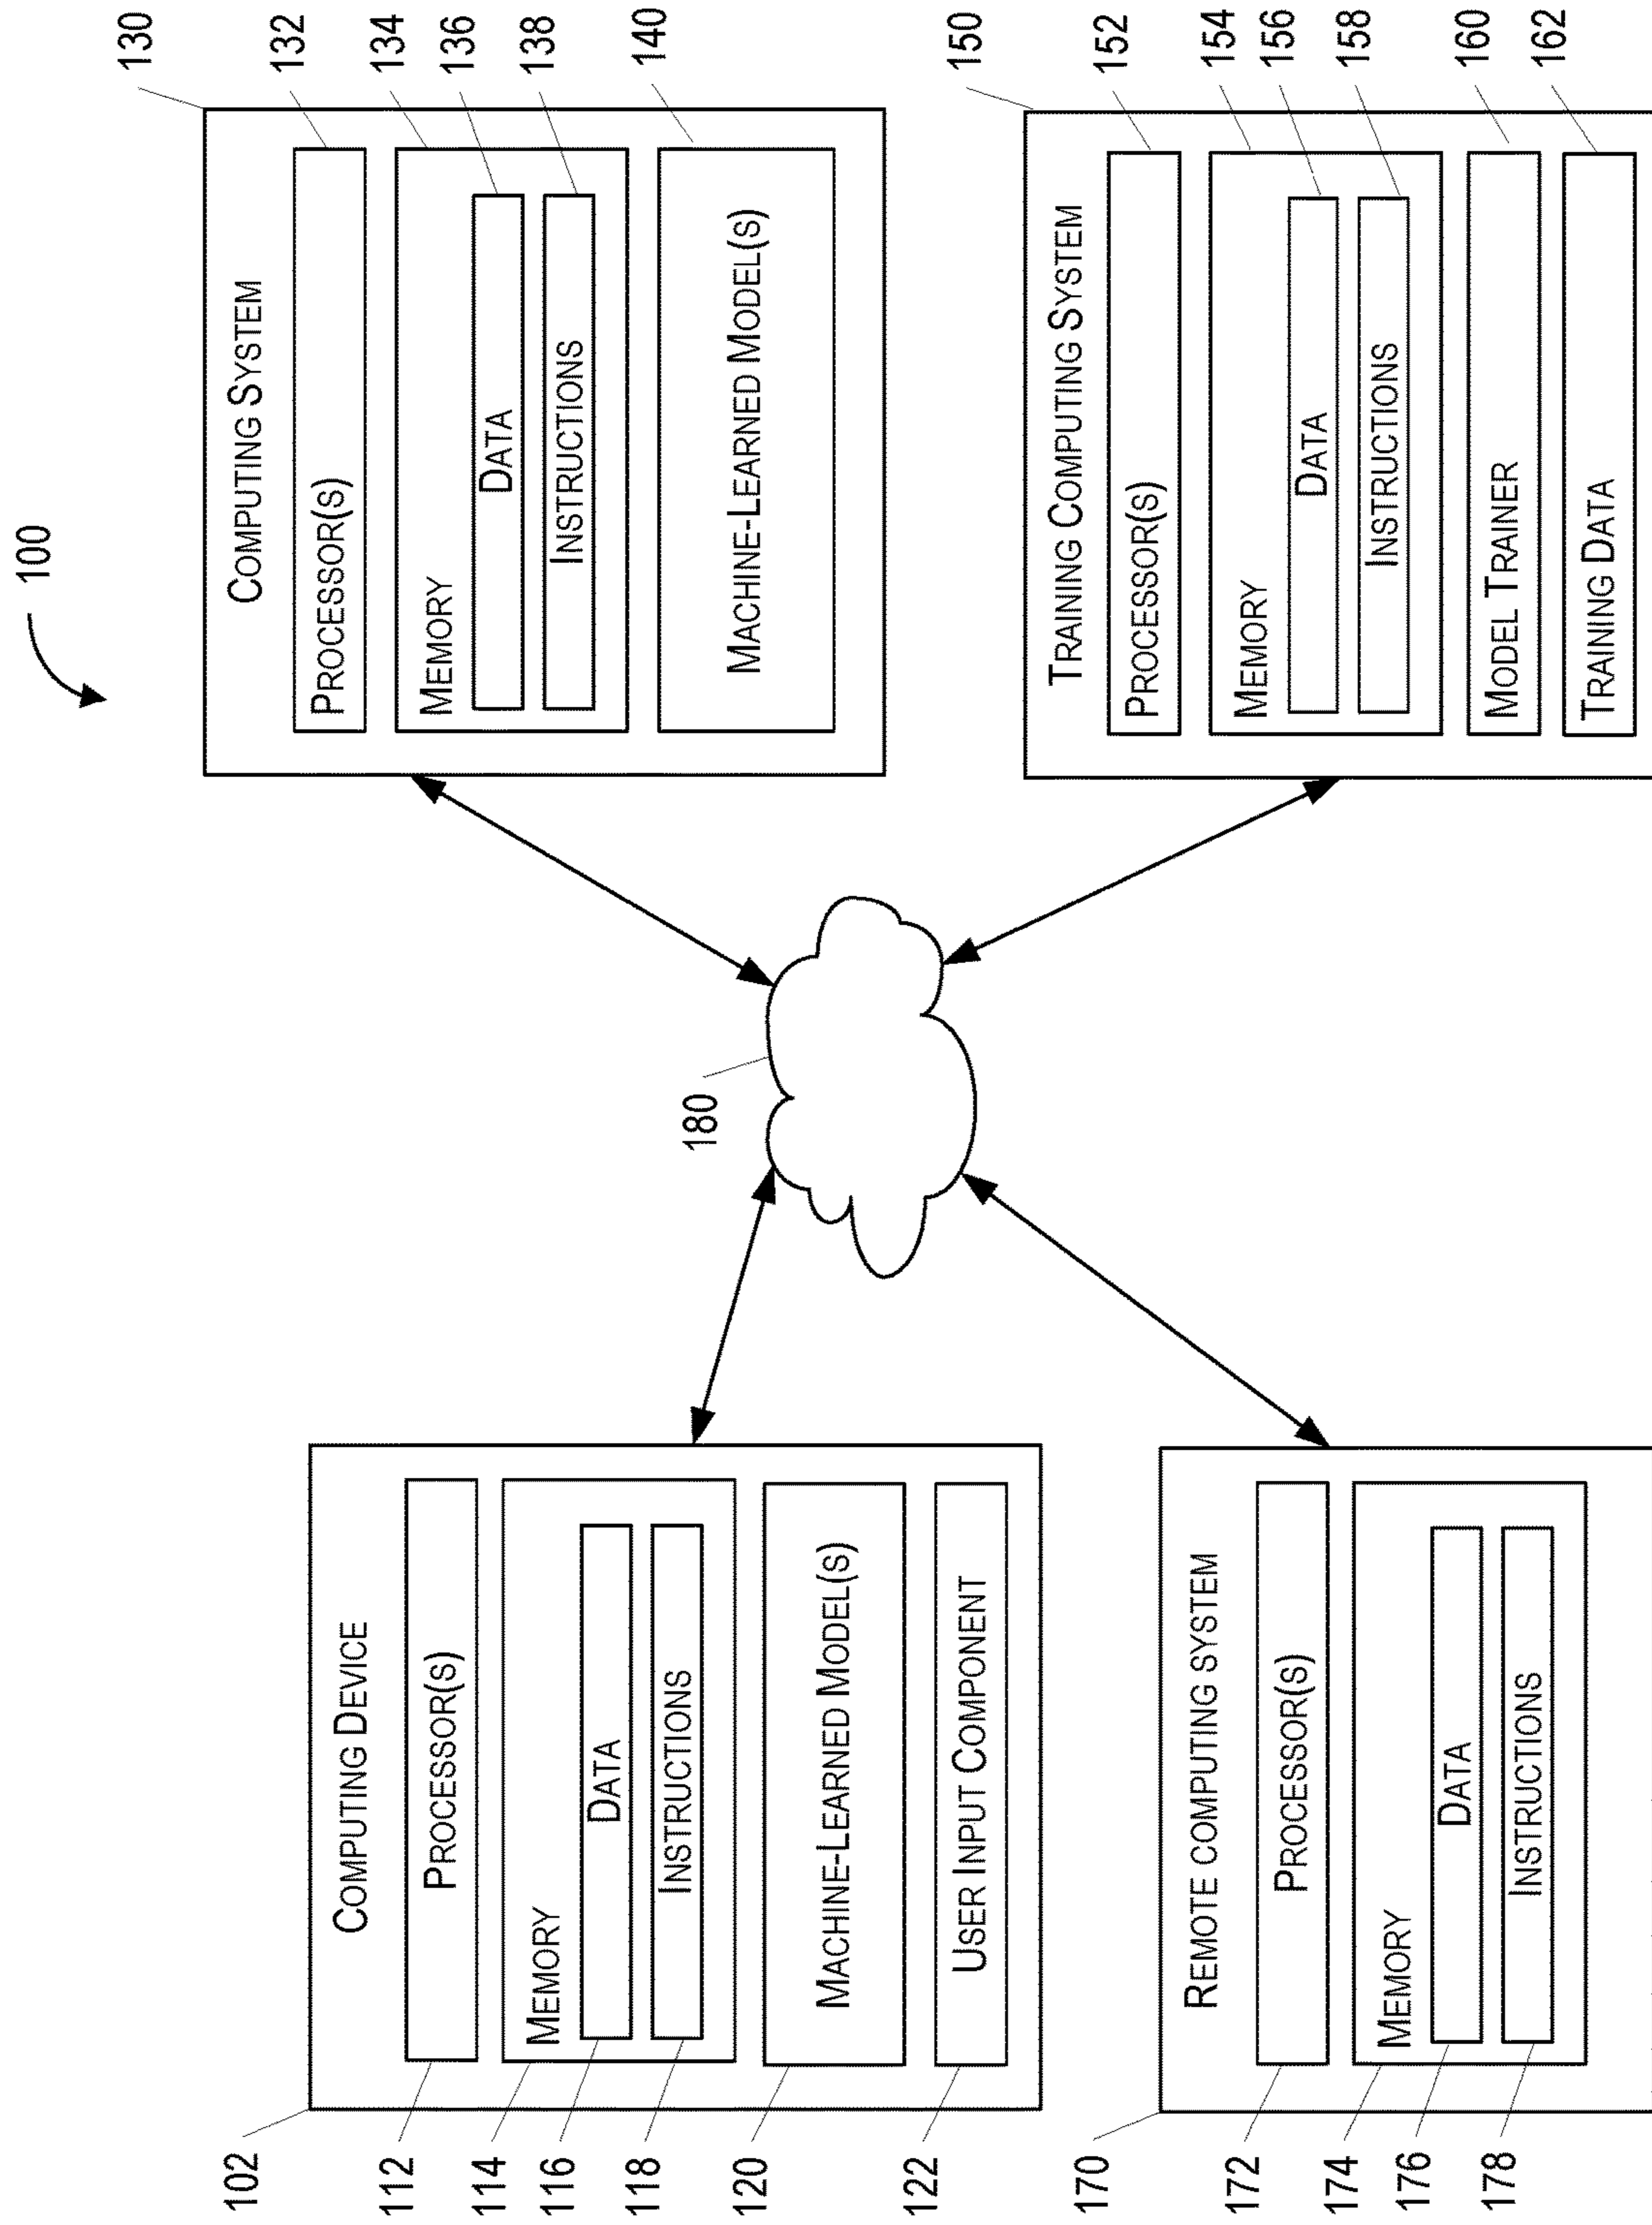 100
102
COMPUTING DEVICE
112
PROCESSOR(S)
114
MEMORY
116
DATA
118
INSTRUCTIONS
120
MACHINE-LEARNED MODEL(S)
122
USER INPUT COMPONENT
130
COMPUTING SYSTEM
132
PROCESSOR(S)
134
MEMORY
136
DATA
138
INSTRUCTIONS
140
MACHINE-LEARNED MODEL(S)
180
170
REMOTE COMPUTING SYSTEM
172
PROCESSOR(S)
174
MEMORY
176
DATA
178
INSTRUCTIONS
150
TRAINING COMPUTING SYSTEM
152
PROCESSOR(S)
154
MEMORY
156
DATA
158
INSTRUCTIONS
160
MODEL TRAINER
162
TRAINING DATA